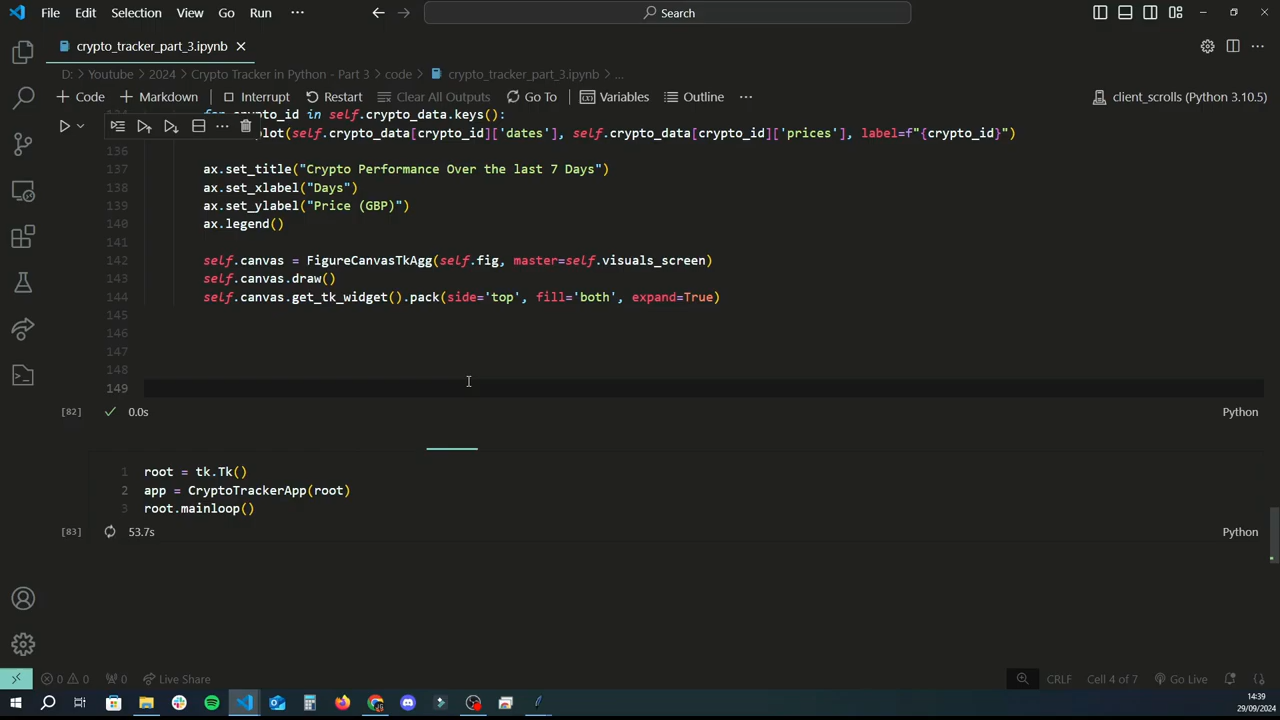 File Edit Selection View Go Run ··· Search
crypto_tracker_part_3.ipynb
D: > Youtube > 2024 > Crypto Tracker in Python - Part 3 > code > crypto_tracker_part_3.ipynb > ...
+ Code + Markdown Interrupt Restart Clear All Outputs Go To Variables Outline ··· client_scrolls (Python 3.10.5)
for crypto_id in self.crypto_data.keys():
plot(self.crypto_data[crypto_id]['dates'], self.crypto_data[crypto_id]['prices'], label=f"{crypto_id}")
136
137 ax.set_title("Crypto Performance Over the last 7 Days")
138 ax.set_xlabel("Days")
139 ax.set_ylabel("Price (GBP)")
140 ax.legend()
141
142 self.canvas = FigureCanvasTkAgg(self.fig, master=self.visuals_screen)
143 self.canvas.draw()
144 self.canvas.get_tk_widget().pack(side='top', fill='both', expand=True)
145
146
147
148
149
[82] 0.0s Python
1 root = tk.Tk()
2 app = CryptoTrackerApp(root)
3 root.mainloop()
[83] 53.7s Python
0 0 0 Live Share CRLF Cell 4 of 7 Go Live
14:39
29/09/2024